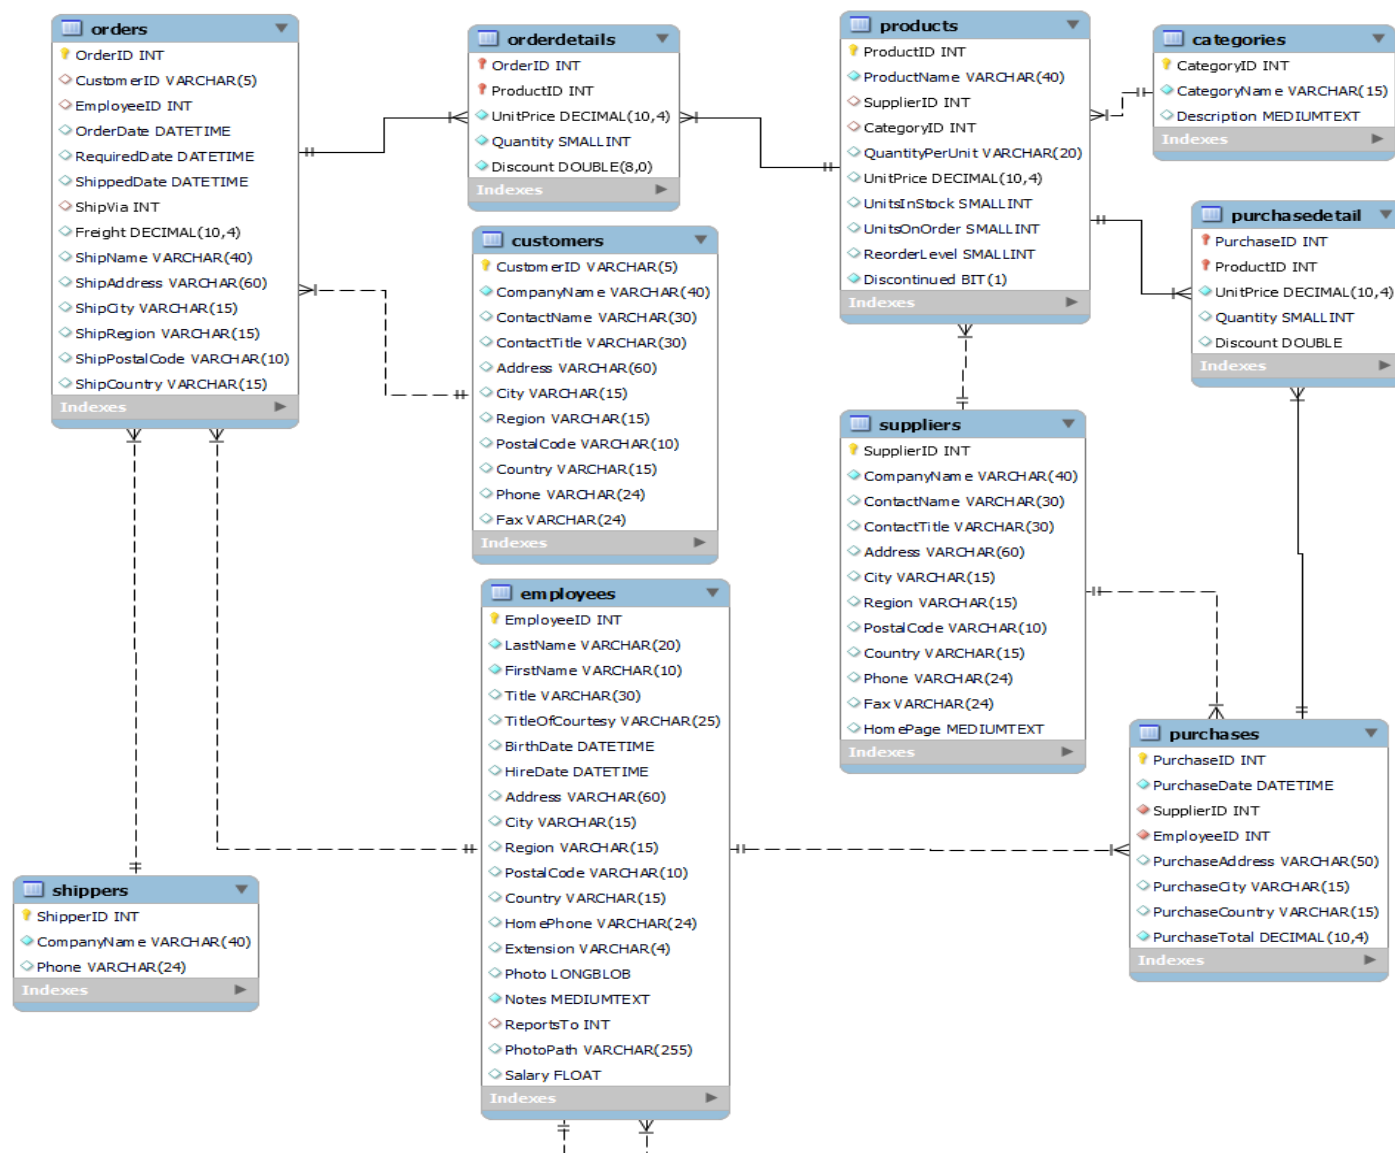 orders
OrderID INT
CustomerID VARCHAR(5)
EmployeeID INT
OrderDate DATETIME
RequiredDate DATETIME
ShippedDate DATETIME
ShipVia INT
Freight DECIMAL(10,4)
ShipName VARCHAR(40)
ShipAddress VARCHAR(60)
ShipCity VARCHAR(15)
ShipRegion VARCHAR(15)
ShipPostalCode VARCHAR(10)
ShipCountry VARCHAR(15)
Indexes
orderdetails
OrderID INT
ProductID INT
UnitPrice DECIMAL(10,4)
Quantity SMALLINT
Discount DOUBLE(8,0)
Indexes
products
ProductID INT
ProductName VARCHAR(40)
SupplierID INT
CategoryID INT
QuantityPerUnit VARCHAR(20)
UnitPrice DECIMAL(10,4)
UnitsInStock SMALLINT
UnitsOnOrder SMALLINT
ReorderLevel SMALLINT
Discontinued BIT(1)
Indexes
categories
CategoryID INT
CategoryName VARCHAR(15)
Description MEDIUMTEXT
Indexes
purchasedetail
PurchaseID INT
ProductID INT
UnitPrice DECIMAL(10,4)
Quantity SMALLINT
Discount DOUBLE
Indexes
customers
CustomerID VARCHAR(5)
CompanyName VARCHAR(40)
ContactName VARCHAR(30)
ContactTitle VARCHAR(30)
Address VARCHAR(60)
City VARCHAR(15)
Region VARCHAR(15)
PostalCode VARCHAR(10)
Country VARCHAR(15)
Phone VARCHAR(24)
Fax VARCHAR(24)
Indexes
suppliers
SupplierID INT
CompanyName VARCHAR(40)
ContactName VARCHAR(30)
ContactTitle VARCHAR(30)
Address VARCHAR(60)
City VARCHAR(15)
Region VARCHAR(15)
PostalCode VARCHAR(10)
Country VARCHAR(15)
Phone VARCHAR(24)
Fax VARCHAR(24)
HomePage MEDIUMTEXT
Indexes
employees
EmployeeID INT
LastName VARCHAR(20)
FirstName VARCHAR(10)
Title VARCHAR(30)
TitleOfCourtesy VARCHAR(25)
BirthDate DATETIME
HireDate DATETIME
Address VARCHAR(60)
City VARCHAR(15)
Region VARCHAR(15)
PostalCode VARCHAR(10)
Country VARCHAR(15)
HomePhone VARCHAR(24)
Extension VARCHAR(4)
Photo LONGBLOB
Notes MEDIUMTEXT
ReportsTo INT
PhotoPath VARCHAR(255)
Salary FLOAT
Indexes
purchases
PurchaseID INT
PurchaseDate DATETIME
SupplierID INT
EmployeeID INT
PurchaseAddress VARCHAR(50)
PurchaseCity VARCHAR(15)
PurchaseCountry VARCHAR(15)
PurchaseTotal DECIMAL(10,4)
Indexes
shippers
ShipperID INT
CompanyName VARCHAR(40)
Phone VARCHAR(24)
Indexes